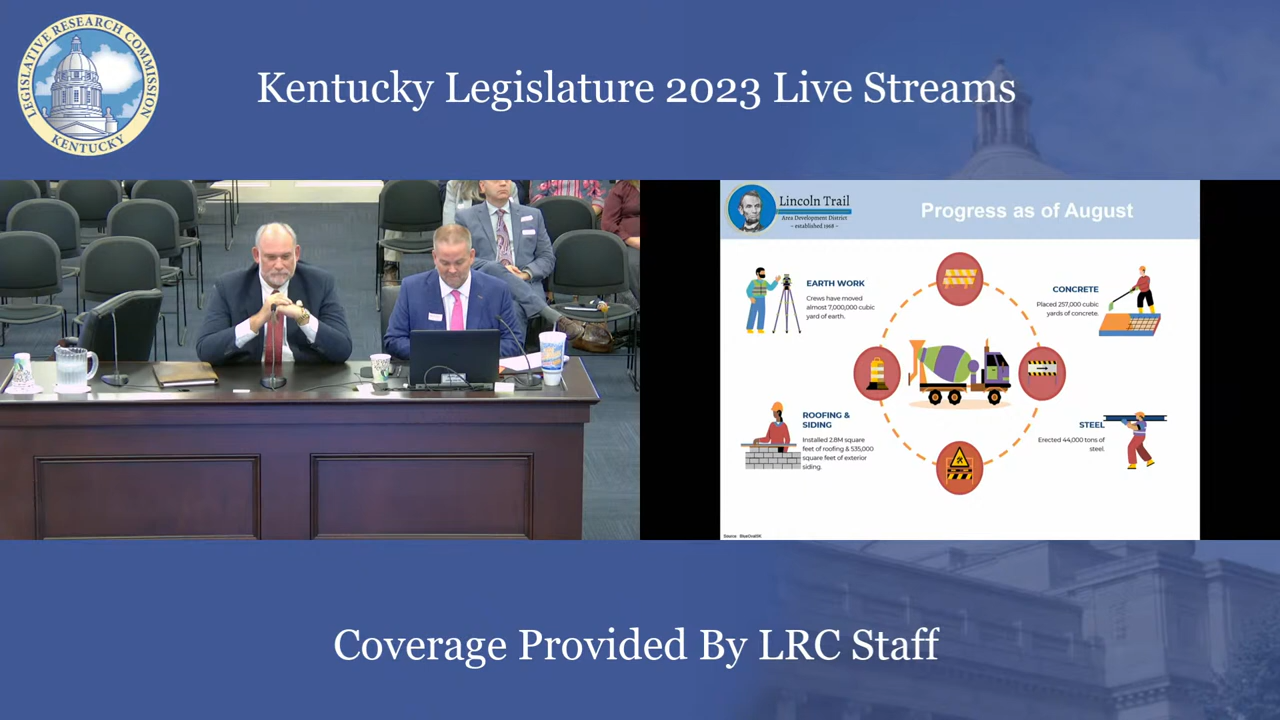 LEGISLATIVE RESEARCH COMMISSION
KENTUCKY
Kentucky Legislature 2023 Live Streams
Lincoln Trail
Area Development District
~ established 1968 ~
Progress as of August
EARTH WORK
Crews have moved
almost 7,000,000 cubic
yard of earth.
CONCRETE
Placed 257,000 cubic
yards of concrete.
ROOFING &
SIDING
Installed 2.8M square
feet of roofing & 535,000
square feet of exterior
siding.
STEEL
Erected 44,000 tons of
steel.
Source: BlueOvalSK
Coverage Provided By LRC Staff